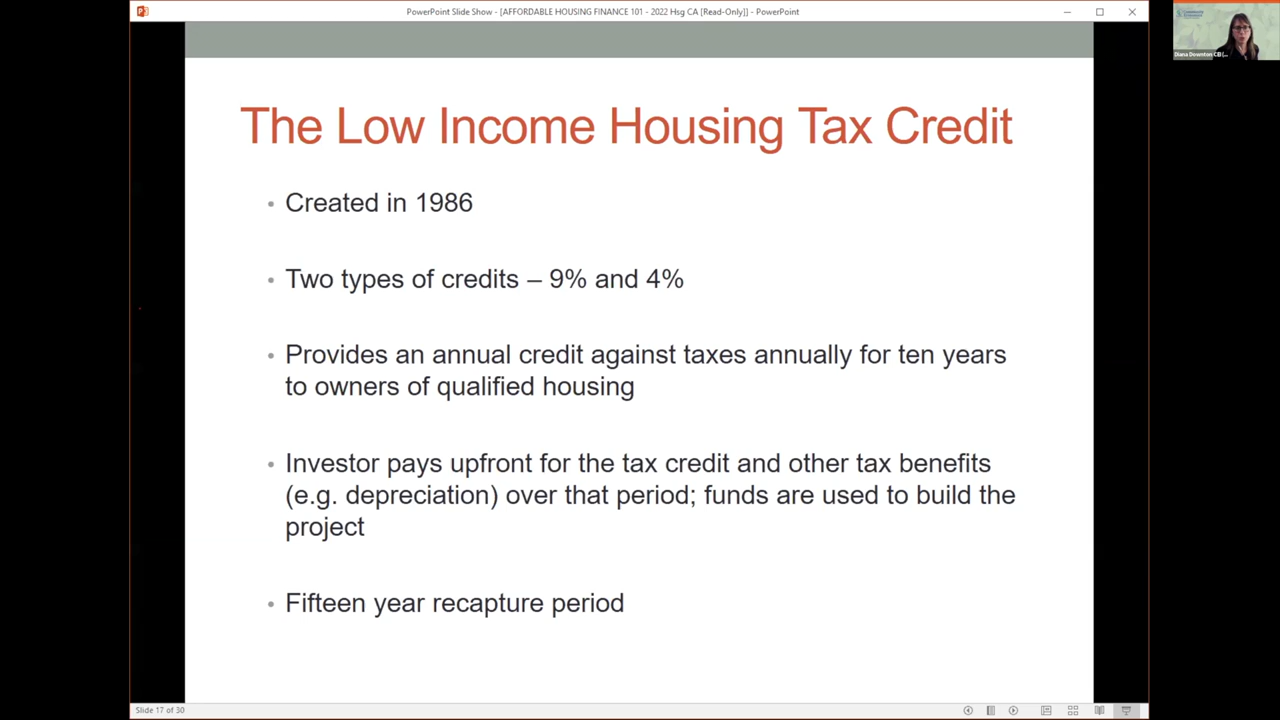 PowerPoint Slide Show - [AFFORDABLE HOUSING FINANCE 101 - 2022 Hsg CA [Read-Only]] - PowerPoint
Diana Downton CEI (...
The Low Income Housing Tax Credit
• Created in 1986
• Two types of credits – 9% and 4%
• Provides an annual credit against taxes annually for ten years
to owners of qualified housing
• Investor pays upfront for the tax credit and other tax benefits
(e.g. depreciation) over that period; funds are used to build the
project
• Fifteen year recapture period
Slide 17 of 30